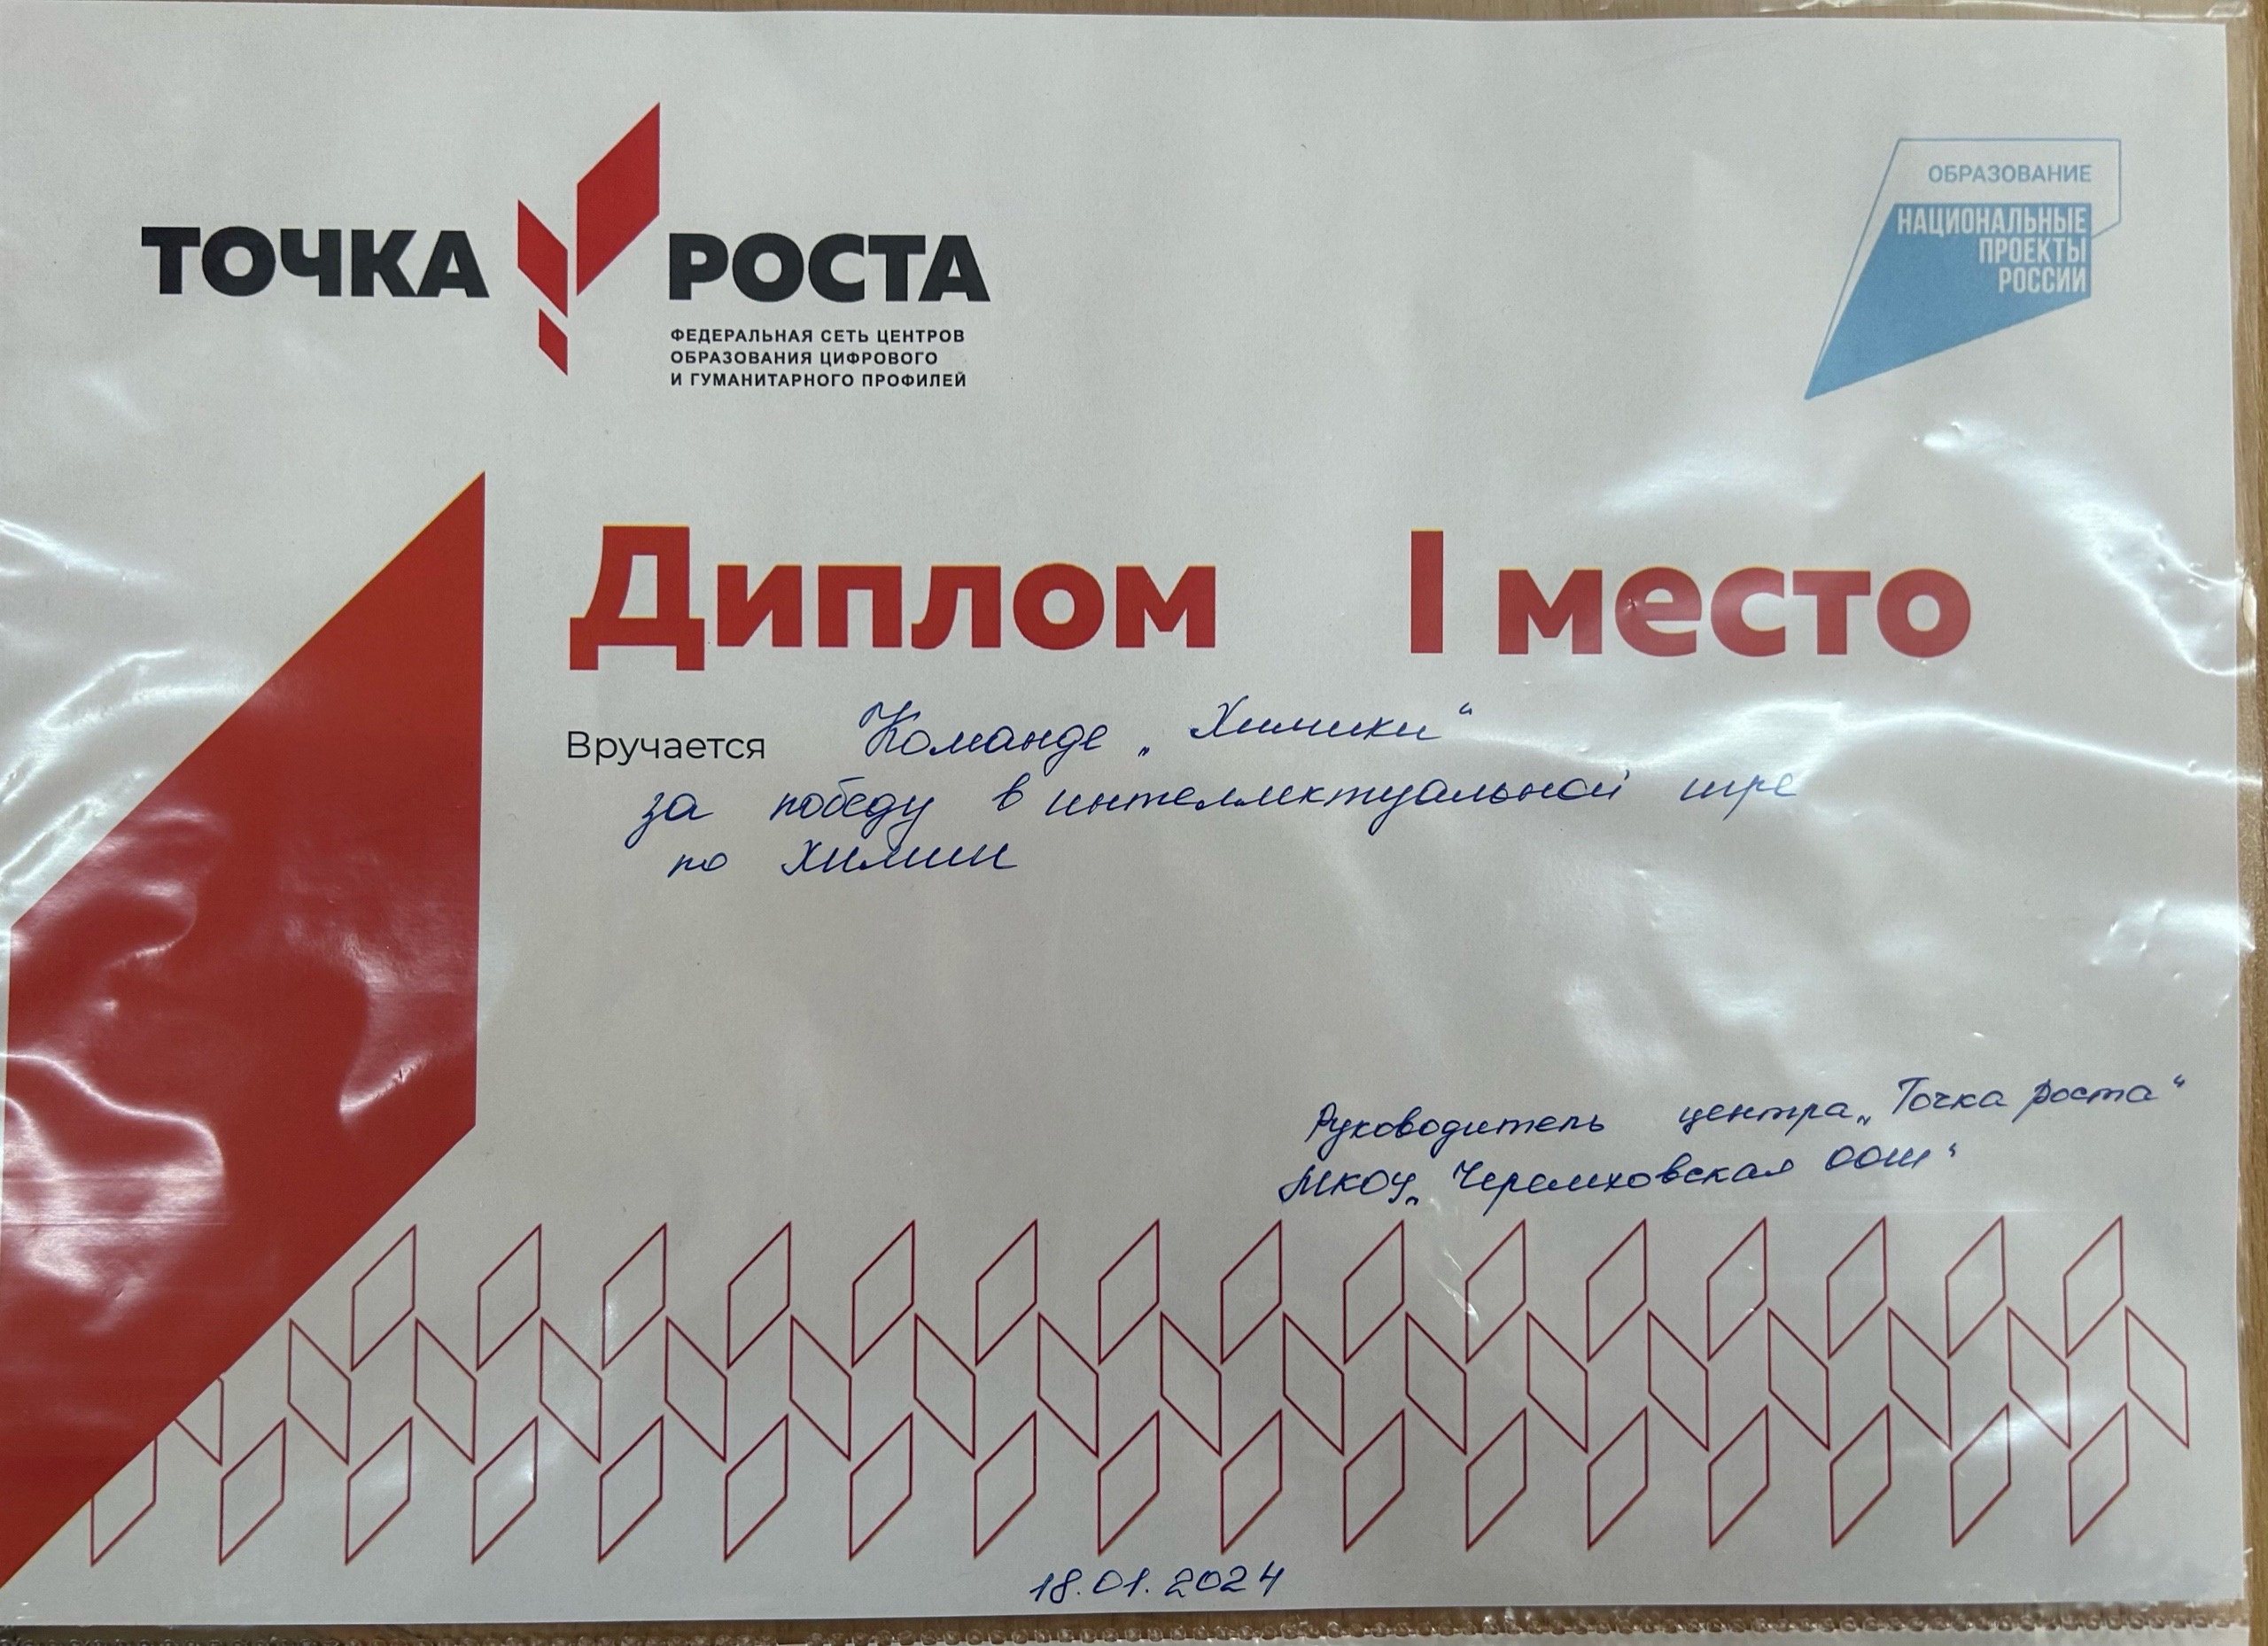 ТОЧКА РОСТА
ФЕДЕРАЛЬНАЯ СЕТЬ ЦЕНТРОВ
ОБРАЗОВАНИЯ ЦИФРОВОГО
И ГУМАНИТАРНОГО ПРОФИЛЕЙ
ОБРАЗОВАНИЕ
НАЦИОНАЛЬНЫЕ
ПРОЕКТЫ
РОССИИ
Диплом I место
Вручается Команде „Химики“
за победу в интеллектуальной игре
по химии
Руководитель центра „Точка роста“
МКОУ „Черемховская ООШ“
18.01.2024